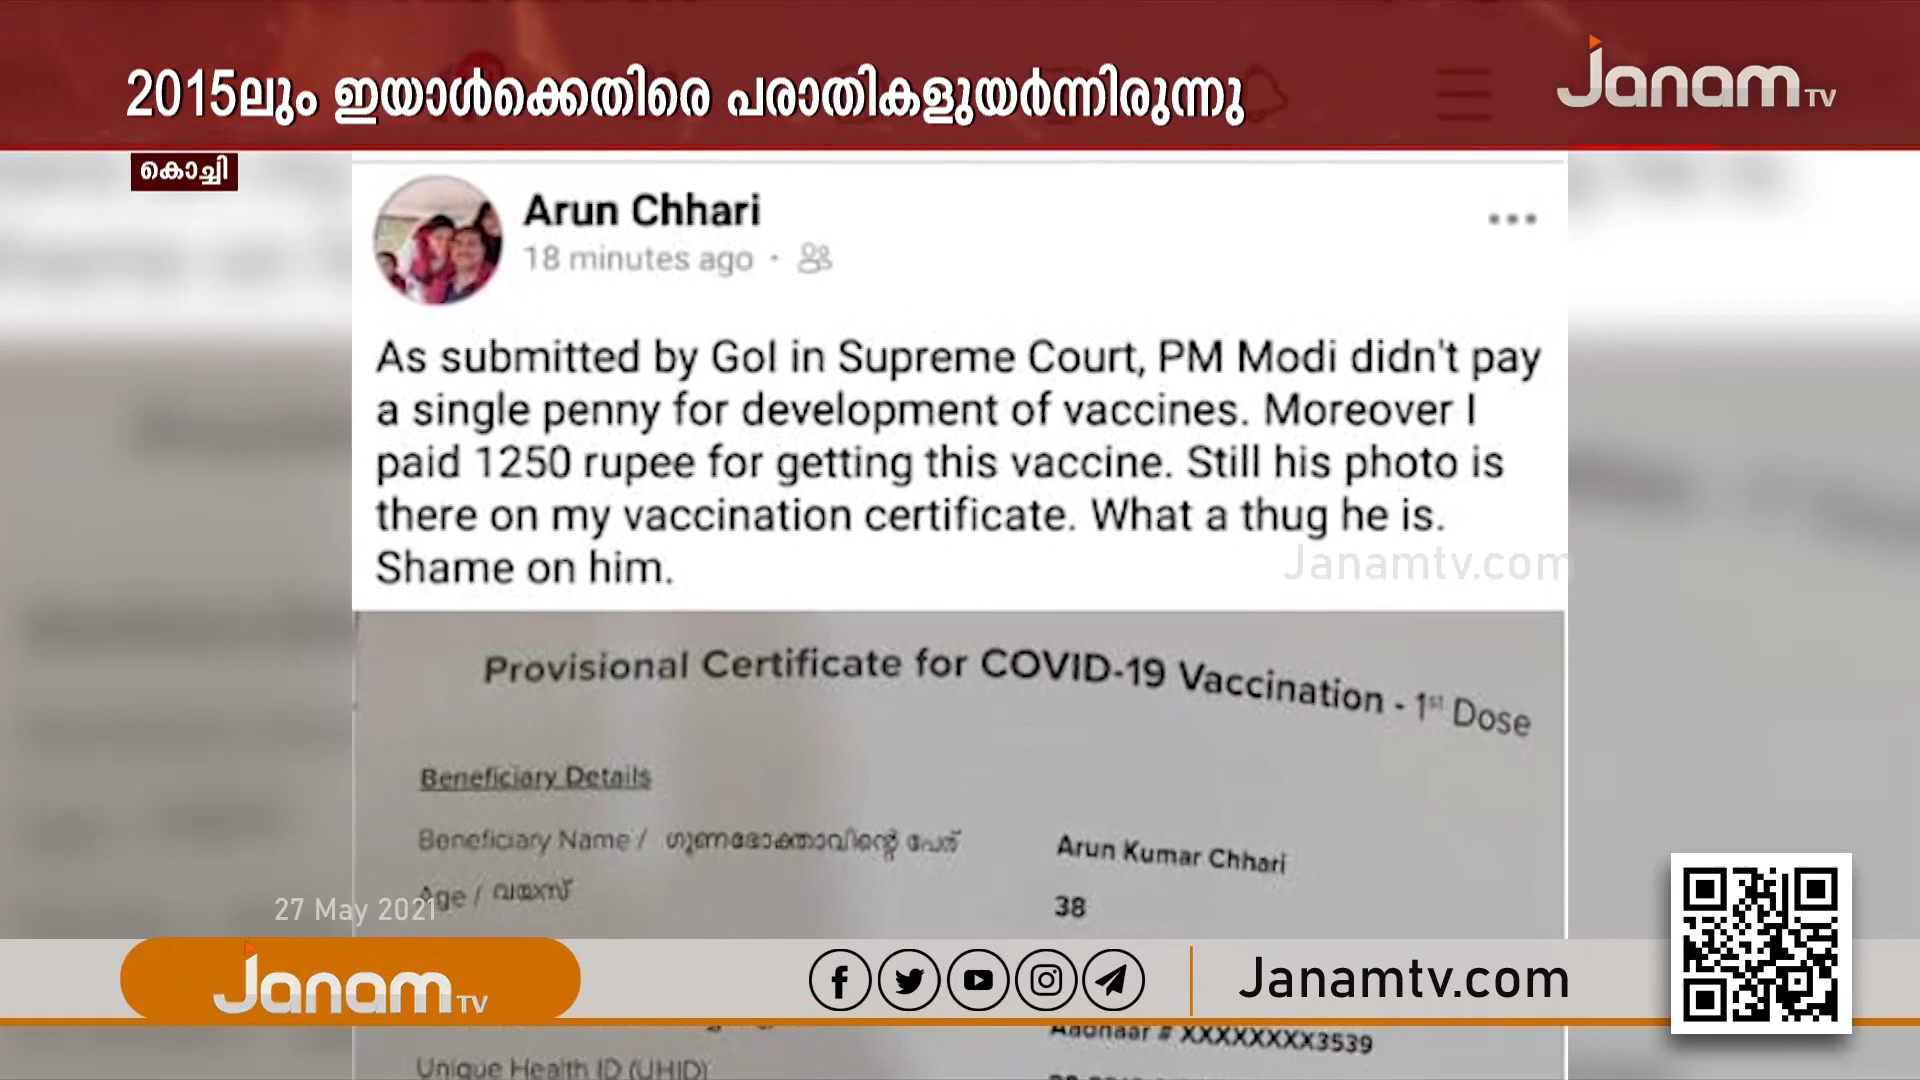 2015ലും ഇയാൾക്കെതിരെ പരാതികളുയർന്നിരുന്നു
Janam TV
കൊച്ചി
Arun Chhari
18 minutes ago ·
As submitted by GoI in Supreme Court, PM Modi didn't pay
a single penny for development of vaccines. Moreover I
paid 1250 rupee for getting this vaccine. Still his photo is
there on my vaccination certificate. What a thug he is.
Shame on him.
Janamtv.com
Provisional Certificate for COVID-19 Vaccination - 1st Dose
Beneficiary Details
Beneficiary Name / ഗുണഭോക്താവിന്റെ പേര് Arun Kumar Chhari
Age / വയസ് 38
27 May 2021
Janam TV
Janamtv.com
Aadhaar # XXXXXXXX3539
Unique Health ID (UHID)